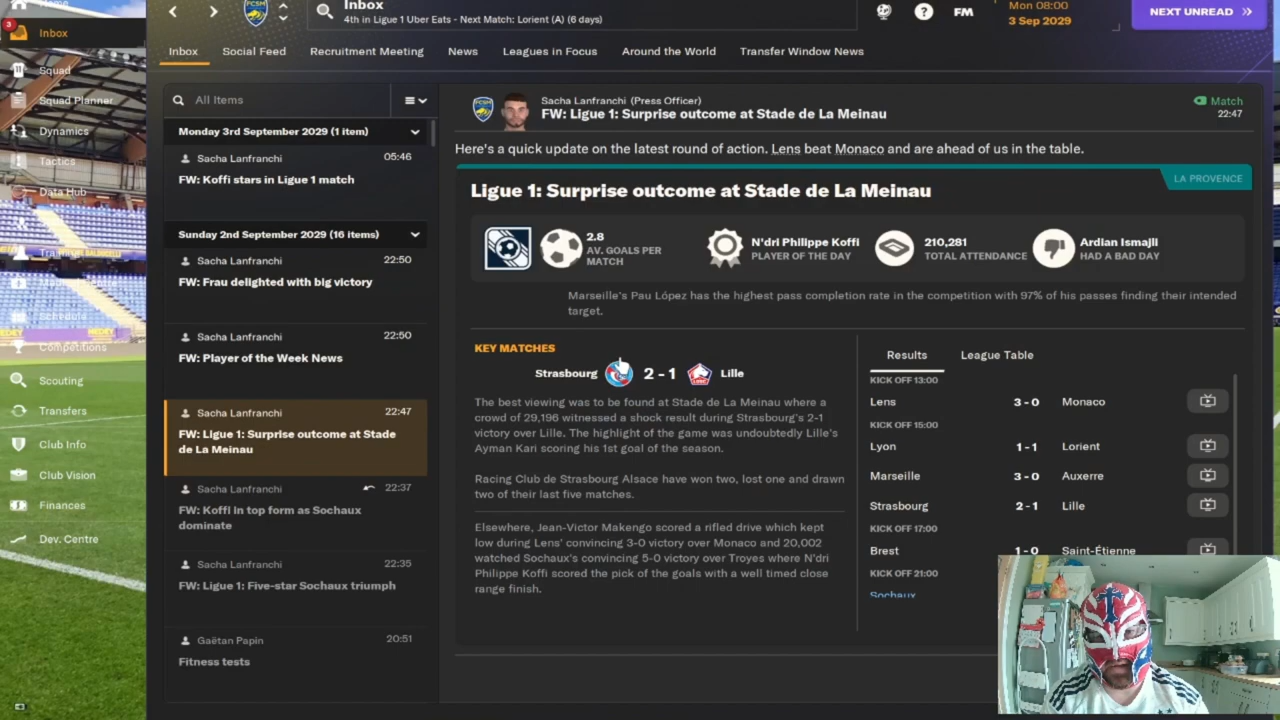 Home
3
Inbox
Squad
Squad Planner
Dynamics
Tactics
Data Hub
Schedule
Competitions
Scouting
Transfers
Club Info
Club Vision
Finances
Dev. Centre
Inbox
4th in Ligue 1 Uber Eats - Next Match: Lorient (A) (6 days)
FM
Mon 08:00
3 Sep 2029
NEXT UNREAD
Inbox
Social Feed
Recruitment Meeting
News
Leagues in Focus
Around the World
Transfer Window News
All Items
Monday 3rd September 2029 (1 item)
Sacha Lanfranchi 05:46
FW: Koffi stars in Ligue 1 match
Sunday 2nd September 2029 (16 items)
Sacha Lanfranchi 22:50
FW: Frau delighted with big victory
Sacha Lanfranchi 22:50
FW: Player of the Week News
Sacha Lanfranchi 22:47
FW: Ligue 1: Surprise outcome at Stade
de La Meinau
Sacha Lanfranchi 22:37
FW: Koffi in top form as Sochaux
dominate
Sacha Lanfranchi 22:35
FW: Ligue 1: Five-star Sochaux triumph
Gaëtan Papin 20:51
Fitness tests
Sacha Lanfranchi (Press Officer)
FW: Ligue 1: Surprise outcome at Stade de La Meinau
Match
22:47
Here's a quick update on the latest round of action. Lens beat Monaco and are ahead of us in the table.
LA PROVENCE
Ligue 1: Surprise outcome at Stade de La Meinau
2.8
AV. GOALS PER
MATCH
N'dri Philippe Koffi
PLAYER OF THE DAY
210,281
TOTAL ATTENDANCE
Ardian Ismajli
HAD A BAD DAY
Marseille's Pau López has the highest pass completion rate in the competition with 97% of his passes finding their intended
target.
KEY MATCHES
Strasbourg 2 - 1 Lille
The best viewing was to be found at Stade de La Meinau where a
crowd of 29,196 witnessed a shock result during Strasbourg's 2-1
victory over Lille. The highlight of the game was undoubtedly Lille's
Ayman Kari scoring his 1st goal of the season.
Racing Club de Strasbourg Alsace have won two, lost one and drawn
two of their last five matches.
Elsewhere, Jean-Victor Makengo scored a rifled drive which kept
low during Lens' convincing 3-0 victory over Monaco and 20,002
watched Sochaux's convincing 5-0 victory over Troyes where N'dri
Philippe Koffi scored the pick of the goals with a well timed close
range finish.
Results
League Table
KICK OFF 13:00
Lens 3 - 0 Monaco
KICK OFF 15:00
Lyon 1 - 1 Lorient
Marseille 3 - 0 Auxerre
Strasbourg 2 - 1 Lille
KICK OFF 17:00
Brest 1 - 0 Saint-Étienne
KICK OFF 21:00
Sochaux